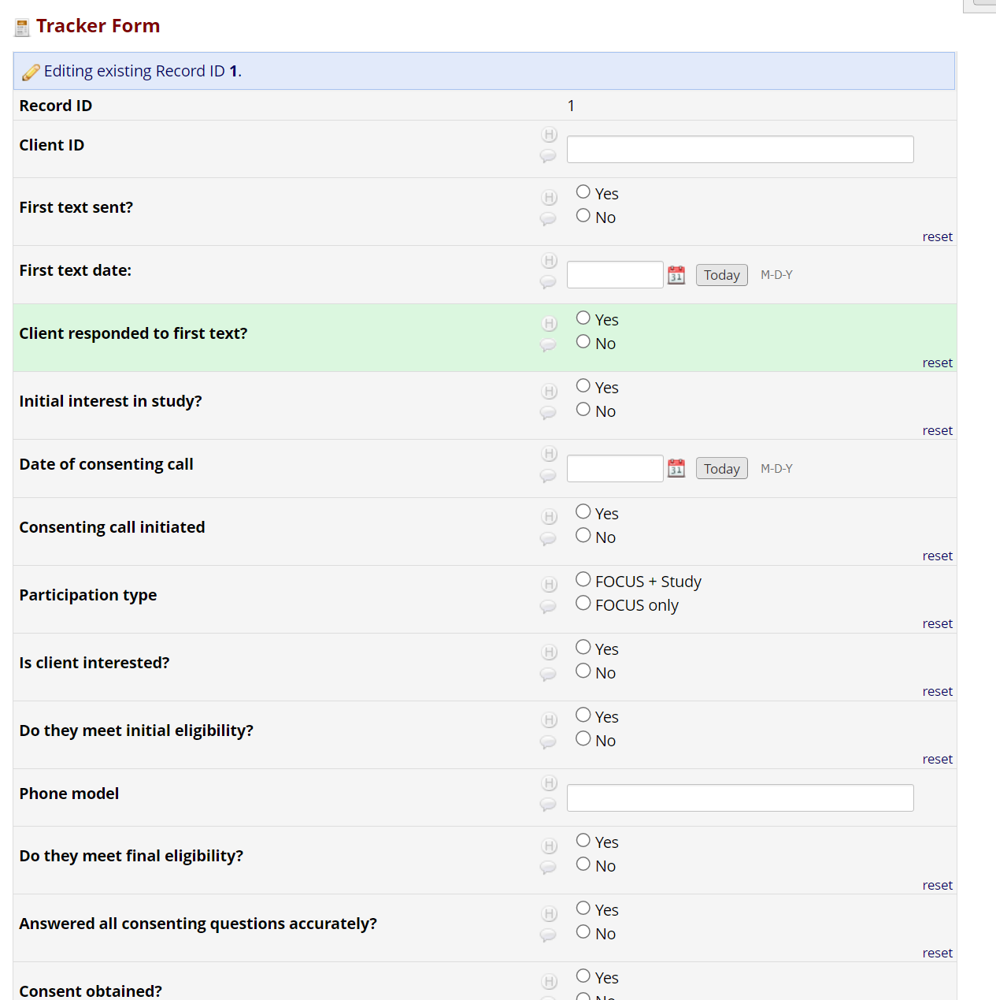 Tracker Form
Editing existing Record ID 1.
Record ID 1
Client ID
H
First text sent?
H
Yes
No
reset
First text date:
H
31 Today M-D-Y
Client responded to first text?
H
Yes
No
reset
Initial interest in study?
H
Yes
No
reset
Date of consenting call
H
31 Today M-D-Y
Consenting call initiated
H
Yes
No
reset
Participation type
H
FOCUS + Study
FOCUS only
reset
Is client interested?
H
Yes
No
reset
Do they meet initial eligibility?
H
Yes
No
reset
Phone model
H
Do they meet final eligibility?
H
Yes
No
reset
Answered all consenting questions accurately?
H
Yes
No
reset
Consent obtained?
H
Yes
No